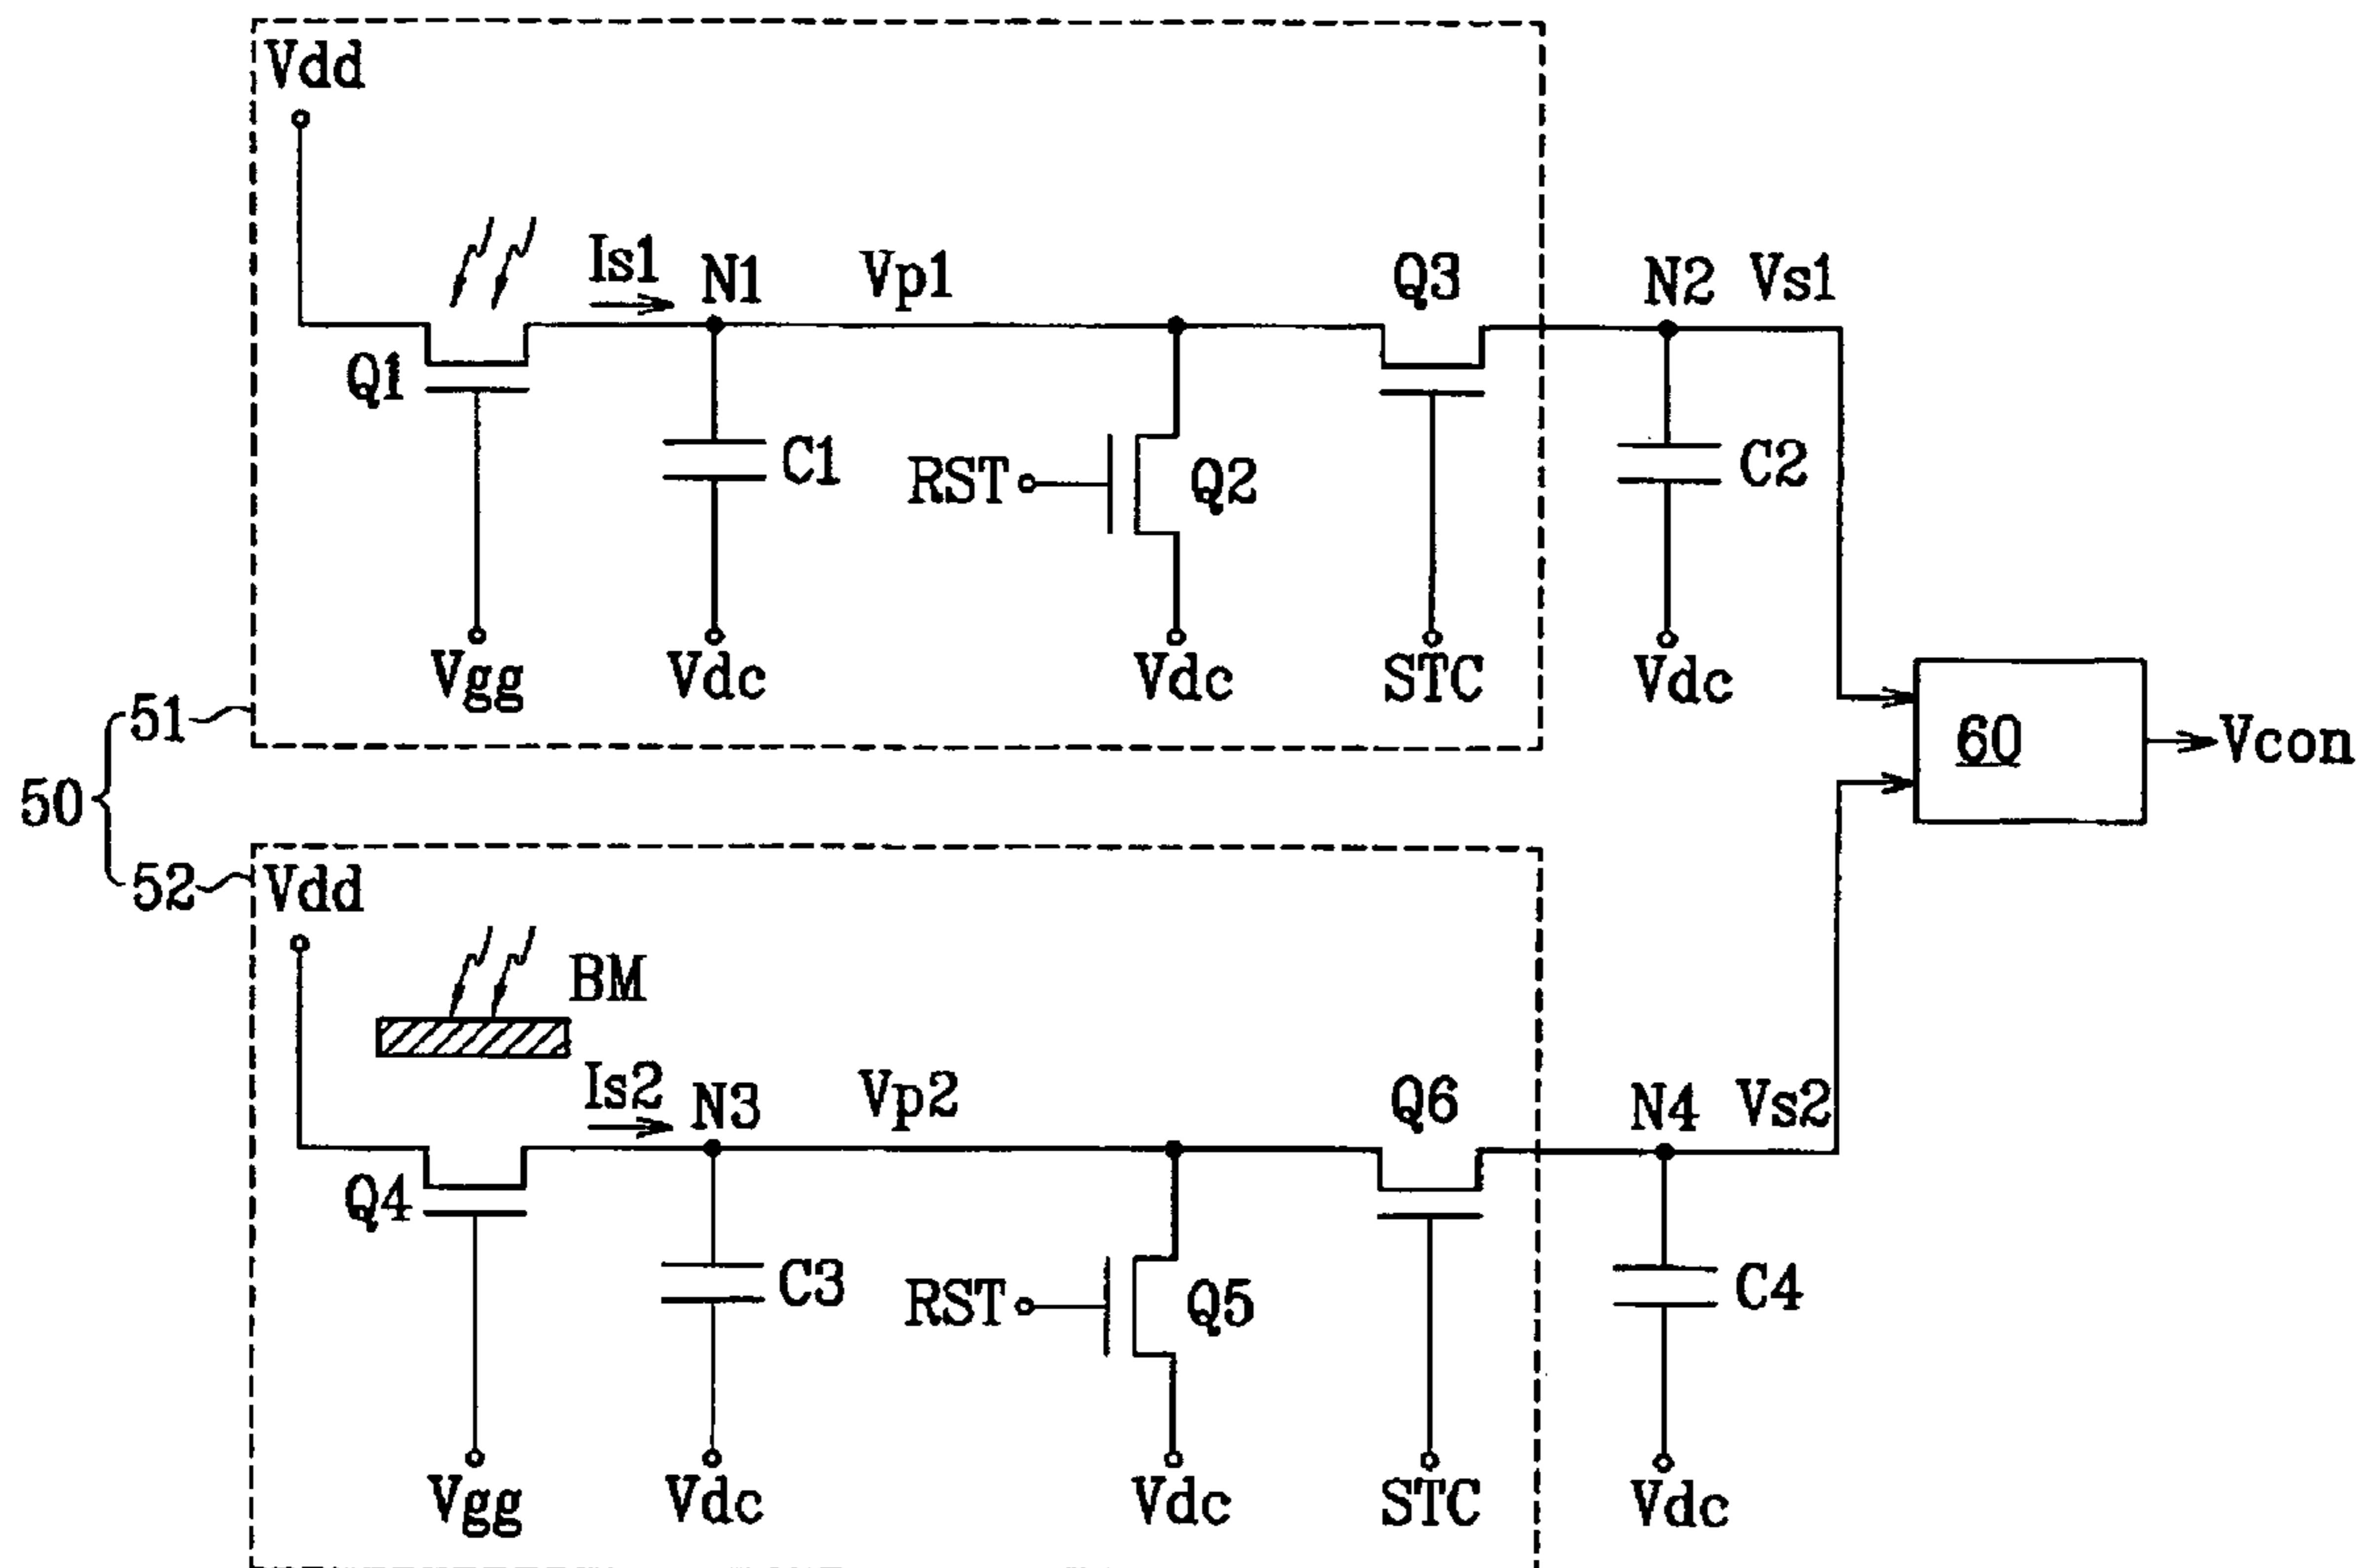 Vdd
Is1
N1
Vp1
Q3
N2
Vs1
Q1
C1
RST
Q2
C2
Vgg
Vdc
Vdc
STC
Vdc
51
60
Vcon
50
52
Vdd
BM
Is2
N3
Vp2
Q6
N4
Vs2
Q4
C3
RST
Q5
C4
Vgg
Vdc
Vdc
STC
Vdc